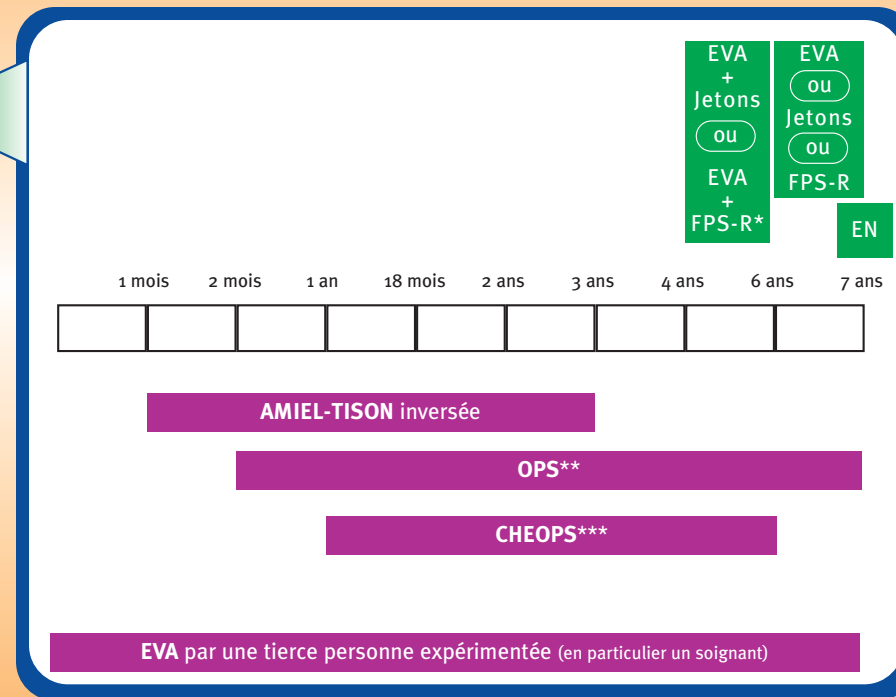 EVA
+
Jetons
ou
EVA
+
FPS-R*
EVA
ou
Jetons
ou
FPS-R
EN
1 mois 2 mois 1 an 18 mois 2 ans 3 ans 4 ans 6 ans 7 ans
AMIEL-TISON inversée
OPS**
CHEOPS***
EVA par une tierce personne expérimentée (en particulier un soignant)